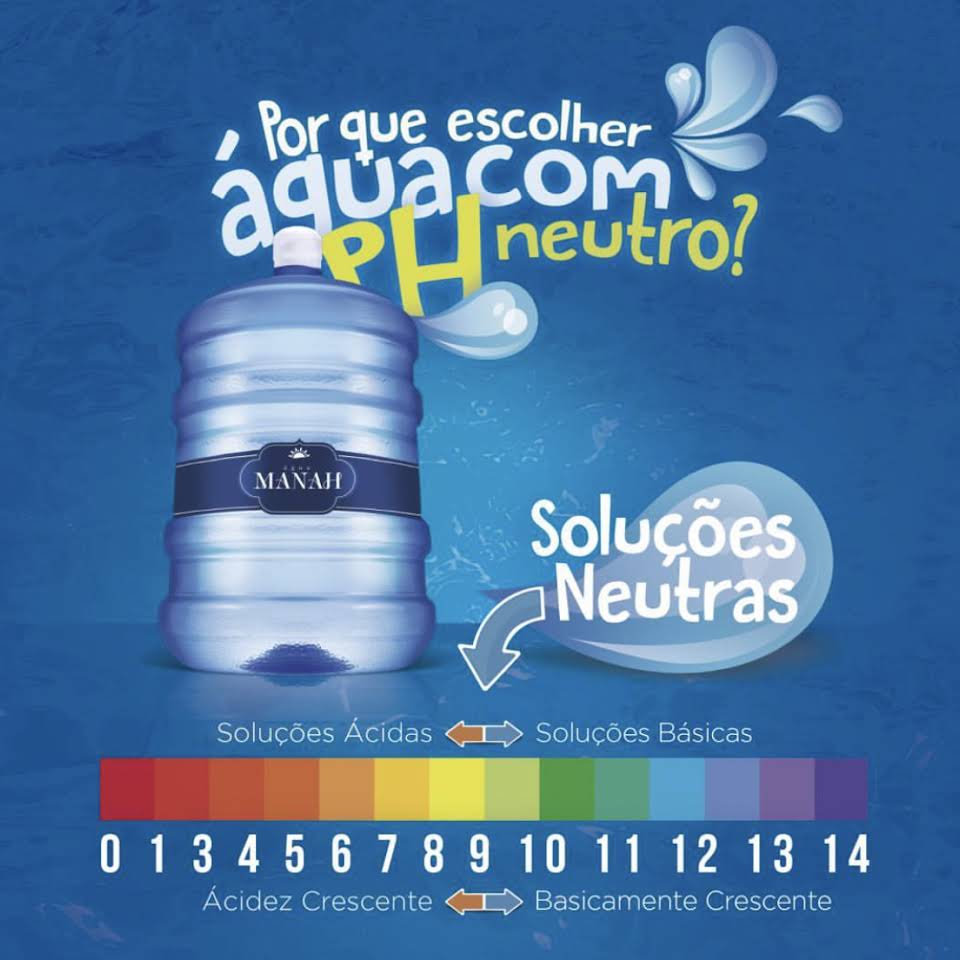 Por que escolher
água com
PH neutro?
água
MANAH
Soluções
Neutras
Soluções Ácidas Soluções Básicas
0 1 3 4 5 6 7 8 9 10 11 12 13 14
Ácidez Crescente Basicamente Crescente